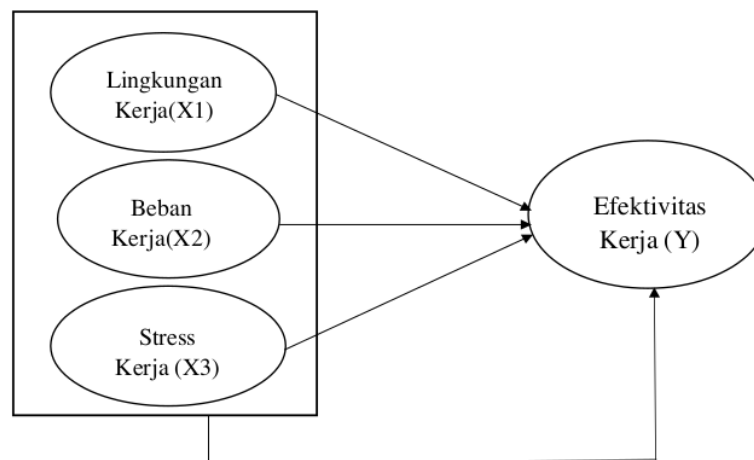 Lingkungan
Kerja(X1)
Beban
Kerja(X2)
Stress
Kerja (X3)
Efektivitas
Kerja (Y)